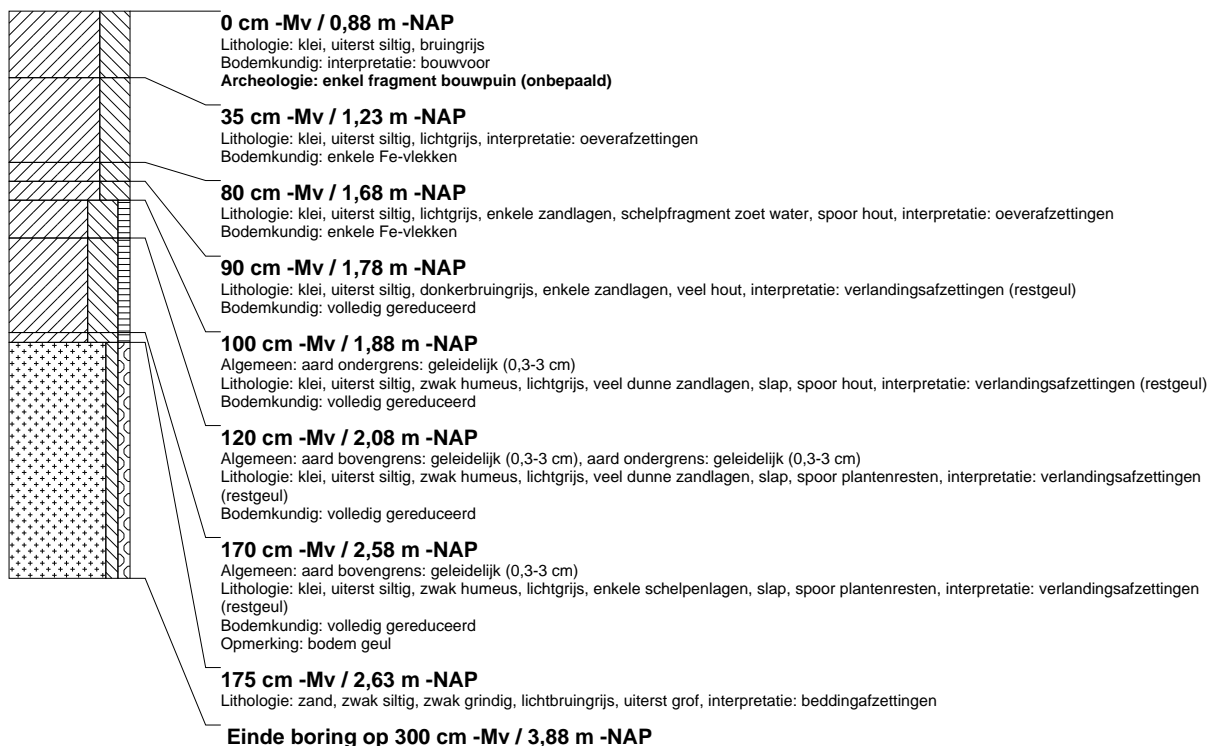 0 cm -Mv / 0,88 m -NAP
Lithologie: klei, uiterst siltig, bruingrijs
Bodemkundig: interpretatie: bouwvoor
Archeologie: enkel fragment bouwpuin (onbepaald)
35 cm -Mv / 1,23 m -NAP
Lithologie: klei, uiterst siltig, lichtgrijs, interpretatie: oeverafzettingen
Bodemkundig: enkele Fe-vlekken
80 cm -Mv / 1,68 m -NAP
Lithologie: klei, uiterst siltig, lichtgrijs, enkele zandlagen, schelpfragment zoet water, spoor hout, interpretatie: oeverafzettingen
Bodemkundig: enkele Fe-vlekken
90 cm -Mv / 1,78 m -NAP
Lithologie: klei, uiterst siltig, donkerbruingrijs, enkele zandlagen, veel hout, interpretatie: verlandingsafzettingen (restgeul)
Bodemkundig: volledig gereduceerd
100 cm -Mv / 1,88 m -NAP
Algemeen: aard ondergrens: geleidelijk (0,3-3 cm)
Lithologie: klei, uiterst siltig, zwak humeus, lichtgrijs, veel dunne zandlagen, slap, spoor hout, interpretatie: verlandingsafzettingen (restgeul)
Bodemkundig: volledig gereduceerd
120 cm -Mv / 2,08 m -NAP
Algemeen: aard bovengrens: geleidelijk (0,3-3 cm), aard ondergrens: geleidelijk (0,3-3 cm)
Lithologie: klei, uiterst siltig, zwak humeus, lichtgrijs, veel dunne zandlagen, slap, spoor plantenresten, interpretatie: verlandingsafzettingen
(restgeul)
Bodemkundig: volledig gereduceerd
170 cm -Mv / 2,58 m -NAP
Algemeen: aard bovengrens: geleidelijk (0,3-3 cm)
Lithologie: klei, uiterst siltig, zwak humeus, lichtgrijs, enkele schelpenlagen, slap, spoor plantenresten, interpretatie: verlandingsafzettingen
(restgeul)
Bodemkundig: volledig gereduceerd
Opmerking: bodem geul
175 cm -Mv / 2,63 m -NAP
Lithologie: zand, zwak siltig, zwak grindig, lichtbruingrijs, uiterst grof, interpretatie: beddingafzettingen
Einde boring op 300 cm -Mv / 3,88 m -NAP